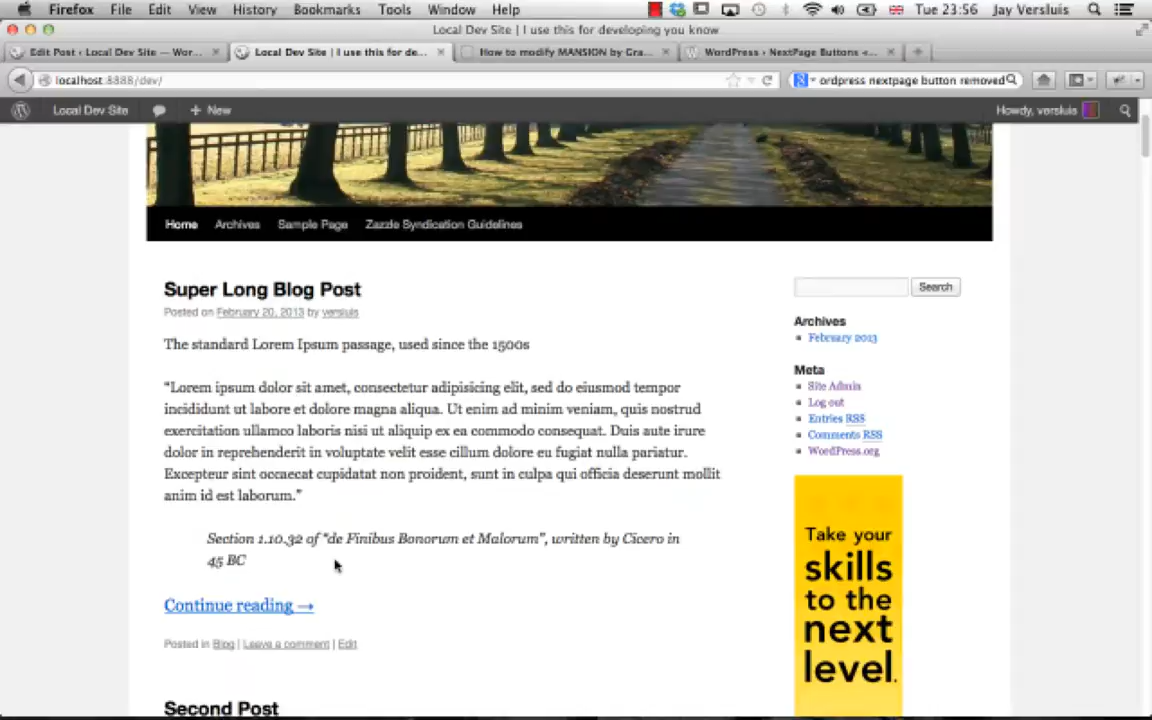 Firefox File Edit View History Bookmarks Tools Window Help Tue 23:56 Jay Versluis
Local Dev Site | I use this for developing you know
Edit Post ‹ Local Dev Site — Wor... Local Dev Site | I use this for de... How to modify MANSION by Gra... WordPress › NextPage Buttons «...
localhost:8888/dev/ ordpress nextpage button removed
Local Dev Site + New Howdy, versluis
Home Archives Sample Page Zazzle Syndication Guidelines
Super Long Blog Post
Posted on February 20, 2013 by versluis
The standard Lorem Ipsum passage, used since the 1500s
“Lorem ipsum dolor sit amet, consectetur adipisicing elit, sed do eiusmod tempor
incididunt ut labore et dolore magna aliqua. Ut enim ad minim veniam, quis nostrud
exercitation ullamco laboris nisi ut aliquip ex ea commodo consequat. Duis aute irure
dolor in reprehenderit in voluptate velit esse cillum dolore eu fugiat nulla pariatur.
Excepteur sint occaecat cupidatat non proident, sunt in culpa qui officia deserunt mollit
anim id est laborum.”
Section 1.10.32 of “de Finibus Bonorum et Malorum”, written by Cicero in
45 BC
Continue reading →
Posted in Blog | Leave a comment | Edit
Second Post
Search
Archives
February 2013
Meta
Site Admin
Log out
Entries RSS
Comments RSS
WordPress.org
Take your
skills
to the
next
level.